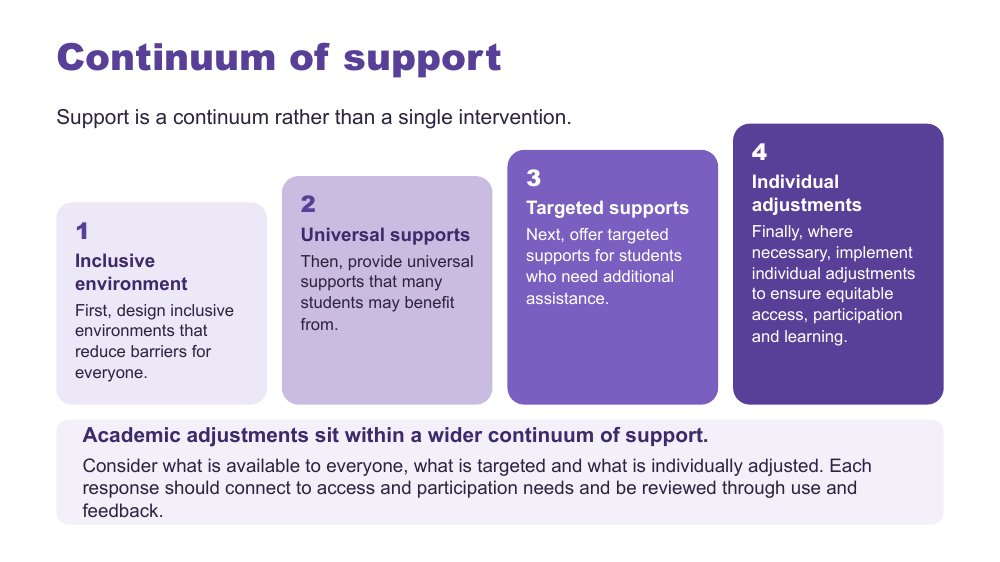 Continuum of support
Support is a continuum rather than a single intervention.
1
Inclusive
environment
First, design inclusive
environments that
reduce barriers for
everyone.
2
Universal supports
Then, provide universal
supports that many
students may benefit
from.
3
Targeted supports
Next, offer targeted
supports for students
who need additional
assistance.
4
Individual
adjustments
Finally, where
necessary, implement
individual adjustments
to ensure equitable
access, participation
and learning.
Academic adjustments sit within a wider continuum of support.
Consider what is available to everyone, what is targeted and what is individually adjusted. Each
response should connect to access and participation needs and be reviewed through use and
feedback.